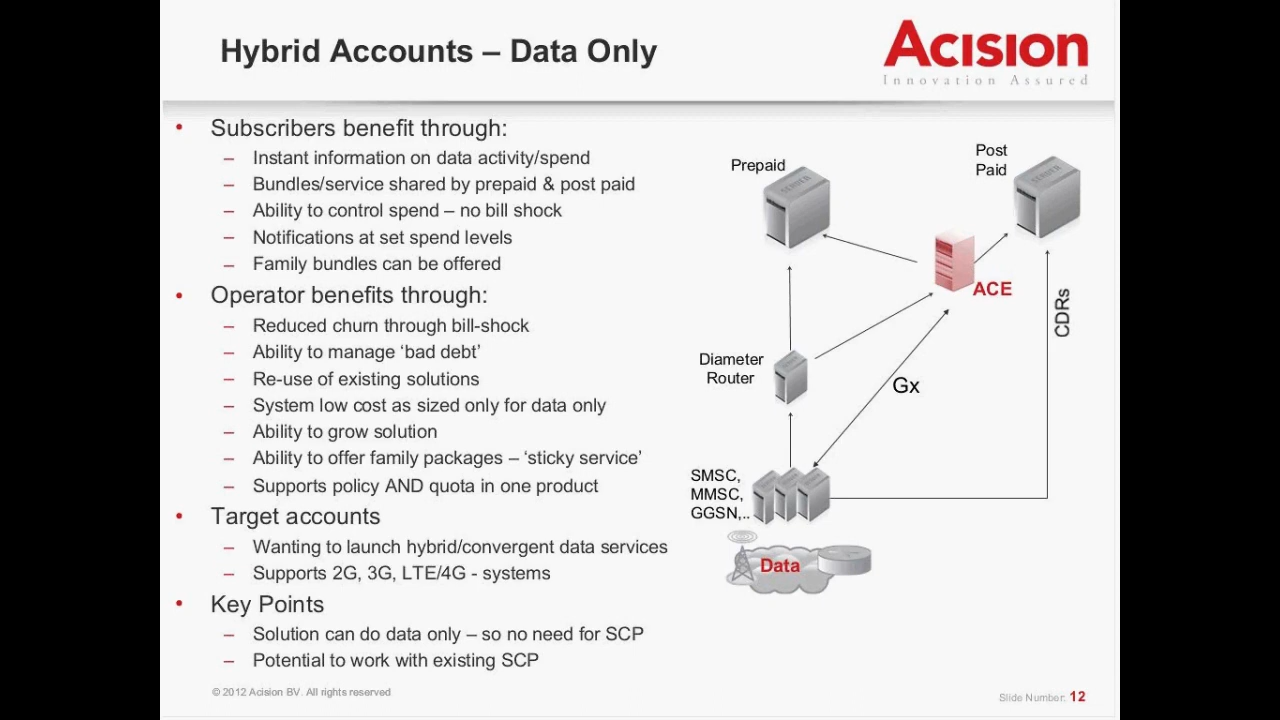 Hybrid Accounts – Data Only
Acision
Innovation Assured
• Subscribers benefit through:
– Instant information on data activity/spend
– Bundles/service shared by prepaid & post paid
– Ability to control spend – no bill shock
– Notifications at set spend levels
– Family bundles can be offered
• Operator benefits through:
– Reduced churn through bill-shock
– Ability to manage ‘bad debt’
– Re-use of existing solutions
– System low cost as sized only for data only
– Ability to grow solution
– Ability to offer family packages – ‘sticky service’
– Supports policy AND quota in one product
• Target accounts
– Wanting to launch hybrid/convergent data services
– Supports 2G, 3G, LTE/4G - systems
• Key Points
– Solution can do data only – so no need for SCP
– Potential to work with existing SCP
Prepaid
SERVER
Post
Paid
SERVER
ACE
CDRs
Diameter
Router
Gx
SMSC,
MMSC,
GGSN,..
Data
© 2012 Acision BV. All rights reserved
Slide Number: 12